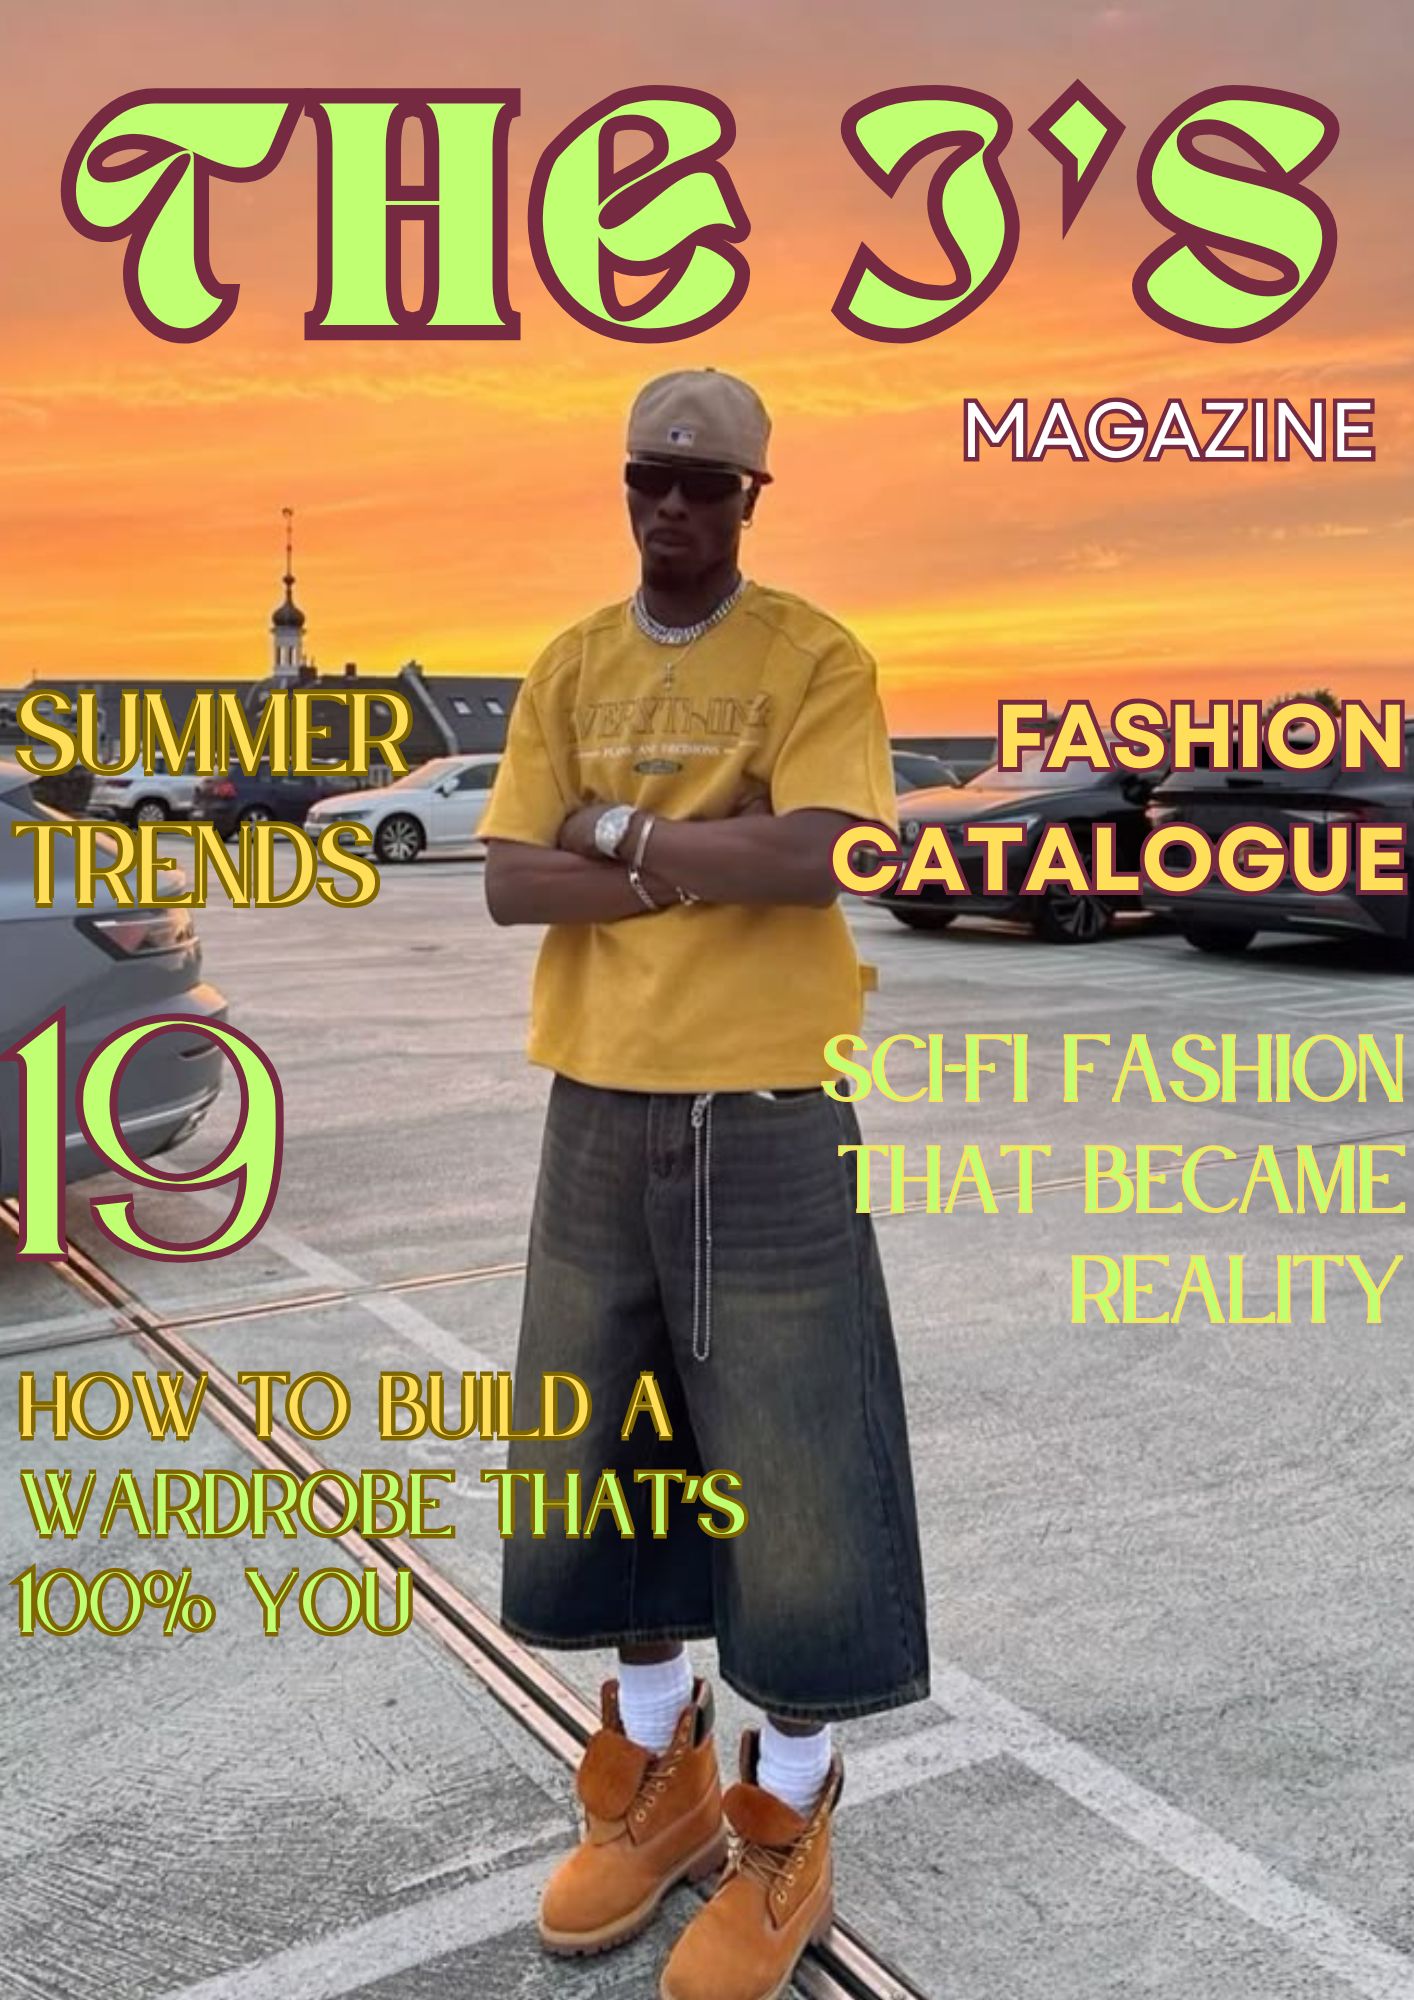 THE J'S
MAGAZINE
SUMMER
TRENDS
FASHION
CATALOGUE
19
SCI-FI FASHION
THAT BECAME
REALITY
HOW TO BUILD A
WARDROBE THAT'S
100% YOU